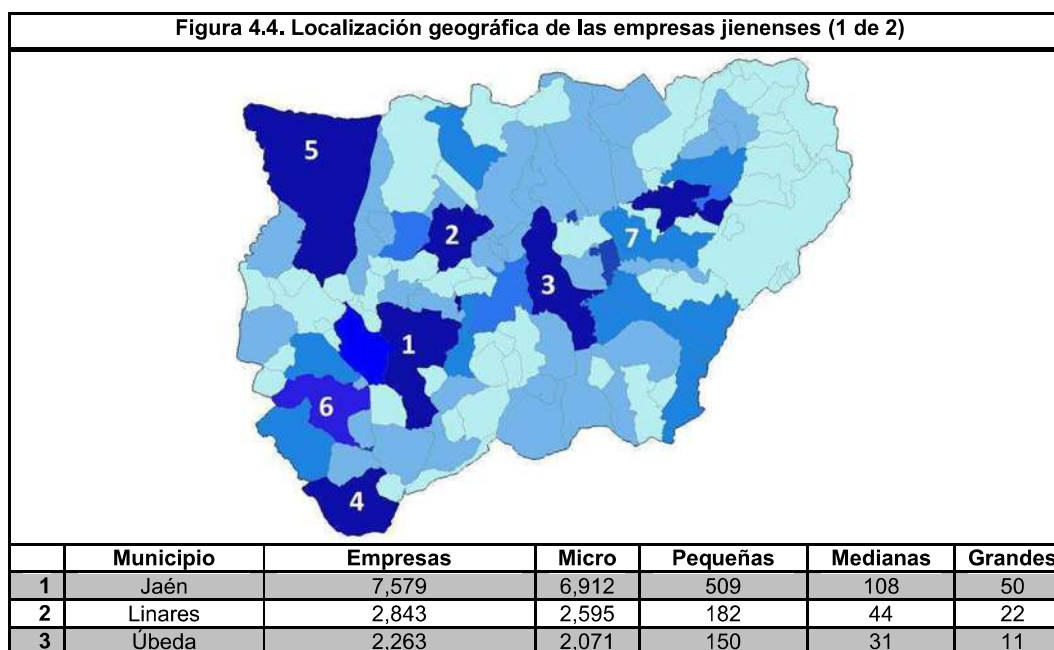 Figura 4.4. Localización geográfica de las empresas jienenses (1 de 2)
5
2
7
3
1
6
4
Municipio Empresas Micro Pequeñas Medianas Grandes
1 Jaén 7,579 6,912 509 108 50
2 Linares 2,843 2,595 182 44 22
3 Úbeda 2,263 2,071 150 31 11